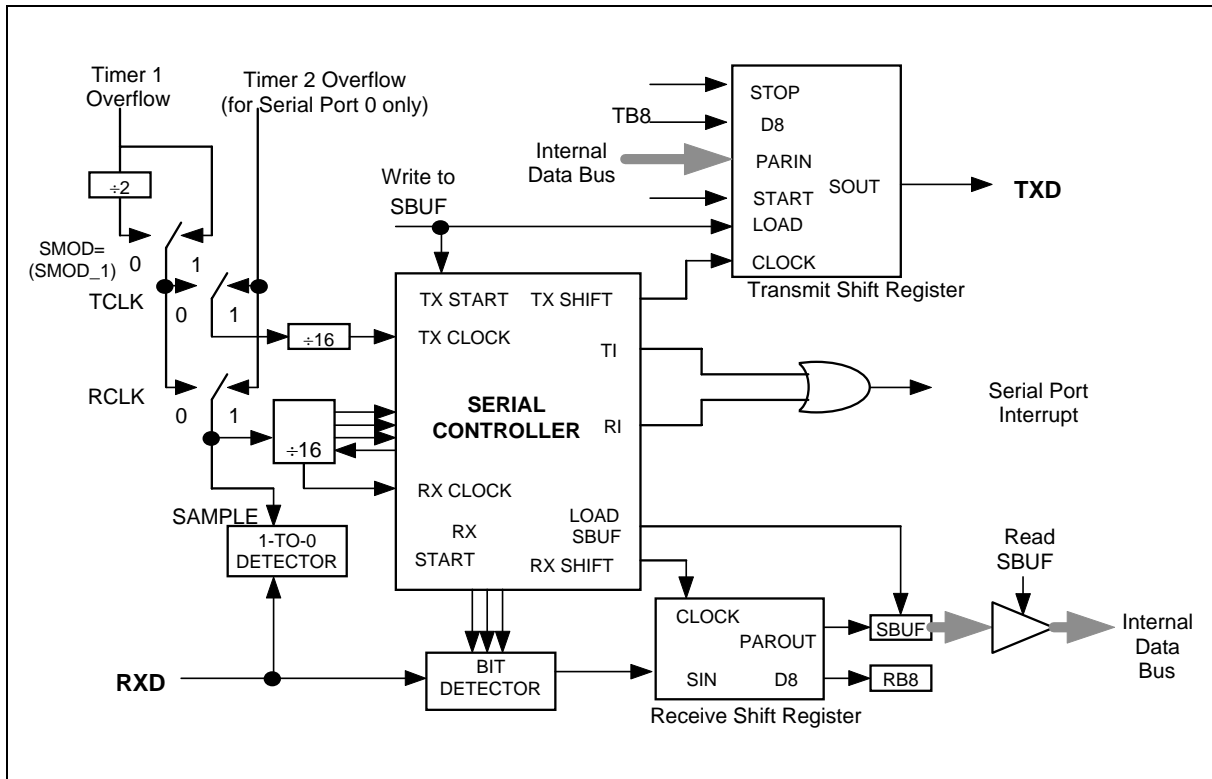 Timer 1
Overflow
Timer 2 Overflow
(for Serial Port 0 only)
÷2
SMOD=
(SMOD_1)
0
1
TCLK
0
1
RCLK
0
1
÷16
÷16
SAMPLE
1-TO-0
DETECTOR
RXD
Write to
SBUF
TX START
TX SHIFT
TX CLOCK
TI
SERIAL
CONTROLLER
RI
RX CLOCK
LOAD
SBUF
RX
START
RX SHIFT
BIT
DETECTOR
TB8
Internal
Data Bus
STOP
D8
PARIN
START
SOUT
LOAD
CLOCK
Transmit Shift Register
TXD
Serial Port
Interrupt
CLOCK
PAROUT
SIN
D8
Receive Shift Register
SBUF
RB8
Read
SBUF
Internal
Data
Bus